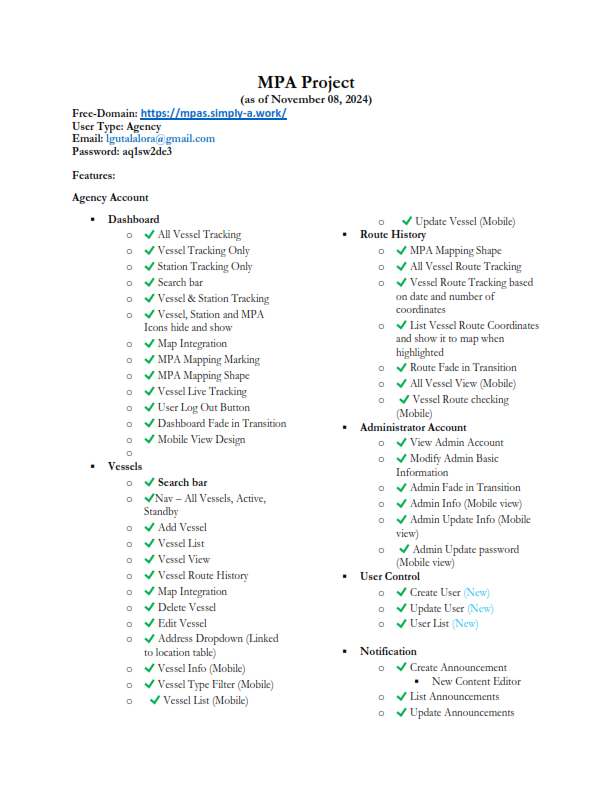 MPA Project
(as of November 08, 2024)
Free-Domain: https://mpas.simply-a.work/
User Type: Agency
Email: lgutalalora@gmail.com
Password: aq1sw2de3
Features:
Agency Account
▪ Dashboard
o ✔ All Vessel Tracking
o ✔ Vessel Tracking Only
o ✔ Station Tracking Only
o ✔ Search bar
o ✔ Vessel & Station Tracking
o ✔ Vessel, Station and MPA
Icons hide and show
o ✔ Map Integration
o ✔ MPA Mapping Marking
o ✔ MPA Mapping Shape
o ✔ Vessel Live Tracking
o ✔ User Log Out Button
o ✔ Dashboard Fade in Transition
o ✔ Mobile View Design
o
▪ Vessels
o ✔ Search bar
o ✔Nav – All Vessels, Active,
Standby
o ✔ Add Vessel
o ✔ Vessel List
o ✔ Vessel View
o ✔ Vessel Route History
o ✔ Map Integration
o ✔ Delete Vessel
o ✔ Edit Vessel
o ✔ Address Dropdown (Linked
to location table)
o ✔ Vessel Info (Mobile)
o ✔ Vessel Type Filter (Mobile)
o ✔ Vessel List (Mobile)
o ✔ Update Vessel (Mobile)
▪ Route History
o ✔ MPA Mapping Shape
o ✔ All Vessel Route Tracking
o ✔ Vessel Route Tracking based
on date and number of
coordinates
o ✔ List Vessel Route Coordinates
and show it to map when
highlighted
o ✔ Route Fade in Transition
o ✔ All Vessel View (Mobile)
o ✔ Vessel Route checking
(Mobile)
▪ Administrator Account
o ✔ View Admin Account
o ✔ Modify Admin Basic
Information
o ✔ Admin Fade in Transition
o ✔ Admin Info (Mobile view)
o ✔ Admin Update Info (Mobile
view)
o ✔ Admin Update password
(Mobile view)
▪ User Control
o ✔ Create User (New)
o ✔ Update User (New)
o ✔ User List (New)
▪ Notification
o ✔ Create Announcement
▪ New Content Editor
o ✔ List Announcements
o ✔ Update Announcements